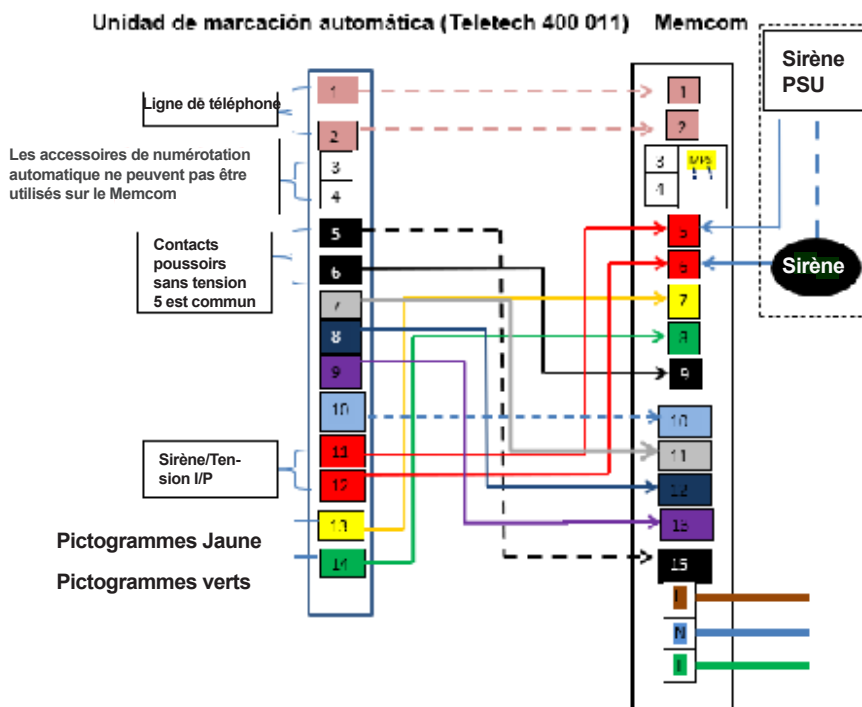 Unidad de marcación automática (Teletech 400 011) Memcom
Sirène
PSU
Ligne de téléphone
Les accessoires de numérotation
automatique ne peuvent pas être
utilisés sur le Memcom
Contacts
poussoirs
sans tension
5 est commun
Sirène/Ten-
sion I/P
Pictogrammes Jaune
Pictogrammes verts
1
2
3
4
5
6
7
8
9
10
11
12
13
14
1
2
3
4
5
6
7
8
9
10
11
12
15
N
Sirène